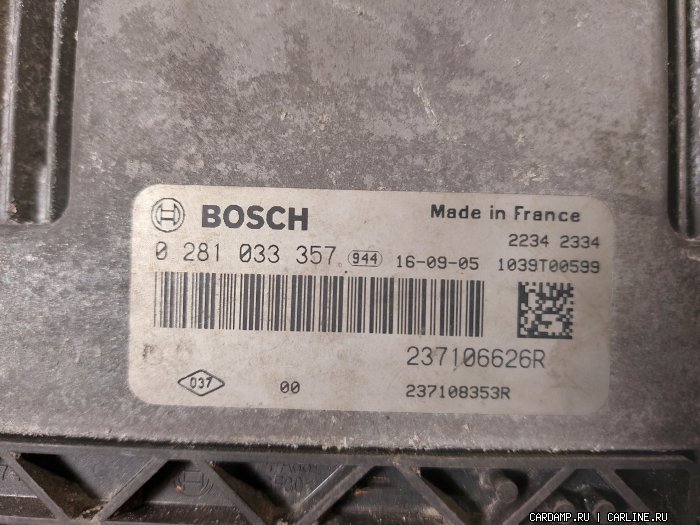 BOSCH Made in France
2234 2334
0 281 033 357 944 16-09-05 1039T00599
237106626R
037 00 237108353R
CARDAMP.RU | CARLINE.RU